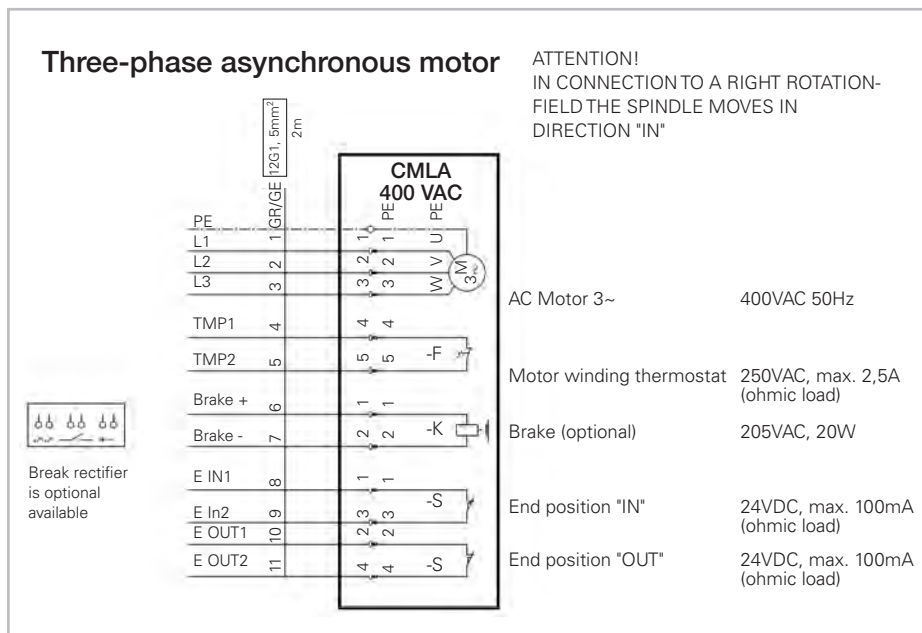 Three-phase asynchronous motor
ATTENTION!
IN CONNECTION TO A RIGHT ROTATION-
FIELD THE SPINDLE MOVES IN
DIRECTION "IN"
12G1, 5mm²
2m
GR/GE
CMLA
400 VAC
PE
PE
PE
1
1
1
U
L1
2
2
2
V
L2
3
3
3
W
L3
M
3~
AC Motor 3~ 400VAC 50Hz
TMP1
4
4
4
TMP2
5
5
5
-F
Motor winding thermostat 250VAC, max. 2,5A
(ohmic load)
Brake +
6
1
1
Brake -
7
2
2
-K
Brake (optional) 205VAC, 20W
Break rectifier
is optional
available
E IN1
8
1
1
-S
E In2
9
3
3
End position "IN" 24VDC, max. 100mA
(ohmic load)
E OUT1
10
2
2
E OUT2
11
4
4
-S
End position "OUT" 24VDC, max. 100mA
(ohmic load)